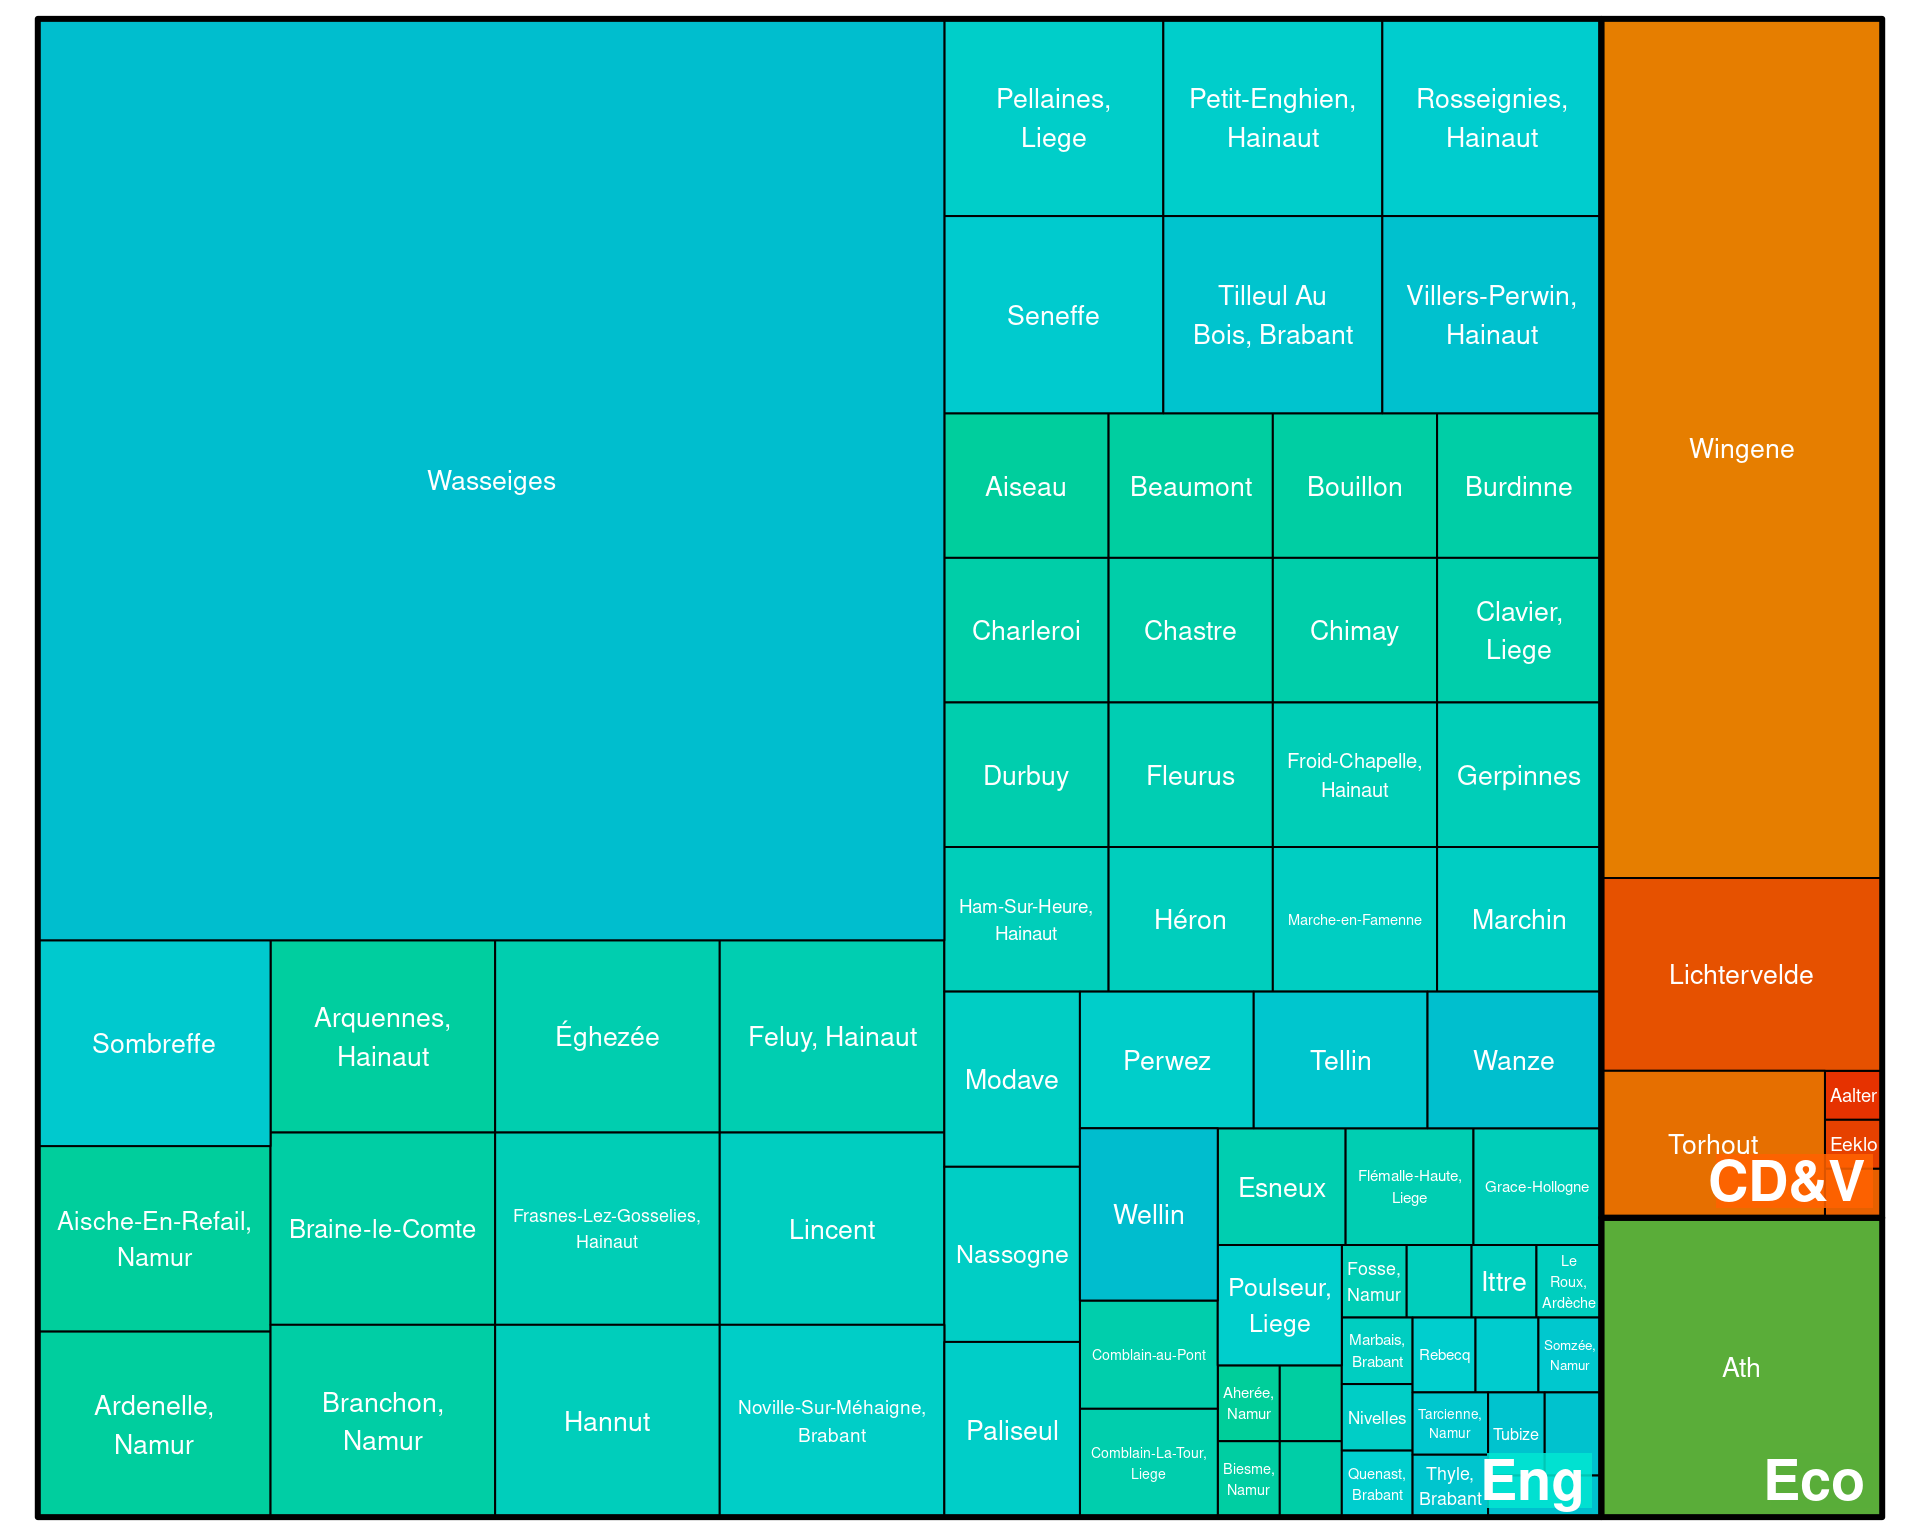 Wasseiges
Pellaines,
Liege
Petit-Enghien,
Hainaut
Rosseignies,
Hainaut
Seneffe
Tilleul Au
Bois, Brabant
Villers-Perwin,
Hainaut
Aiseau
Beaumont
Bouillon
Burdinne
Charleroi
Chastre
Chimay
Clavier,
Liege
Durbuy
Fleurus
Froid-Chapelle,
Hainaut
Gerpinnes
Ham-Sur-Heure,
Hainaut
Héron
Marche-en-Famenne
Marchin
Sombreffe
Arquennes,
Hainaut
Éghezée
Feluy, Hainaut
Aische-En-Refail,
Namur
Braine-le-Comte
Frasnes-Lez-Gosselies,
Hainaut
Lincent
Ardenelle,
Namur
Branchon,
Namur
Hannut
Noville-Sur-Méhaigne,
Brabant
Modave
Perwez
Tellin
Wanze
Nassogne
Paliseul
Wellin
Esneux
Flémalle-Haute,
Liege
Grace-Hollogne
Comblain-au-Pont
Comblain-La-Tour,
Liege
Poulseur,
Liege
Fosse,
Namur
Ittre
Le
Roux,
Ardèche
Marbais,
Brabant
Rebecq
Somzée,
Namur
Aherée,
Namur
Biesme,
Namur
Nivelles
Quenast,
Brabant
Tarcienne,
Namur
Tubize
Thyle,
Brabant
Eng
Wingene
Lichtervelde
Torhout
Aalter
Eeklo
CD&V
Ath
Eco